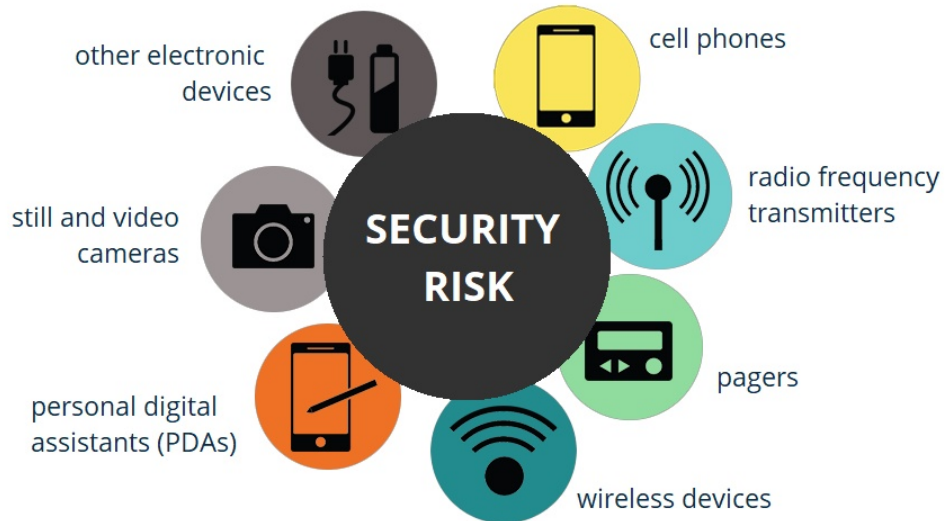 SECURITY
RISK
cell phones
radio frequency
transmitters
pagers
wireless devices
personal digital
assistants (PDAs)
still and video
cameras
other electronic
devices